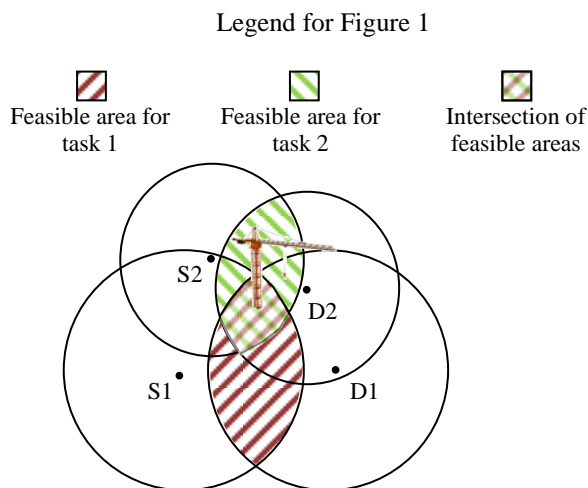 Legend for Figure 1
Feasible area for
task 1
Feasible area for
task 2
Intersection of
feasible areas
S2
D2
S1
D1